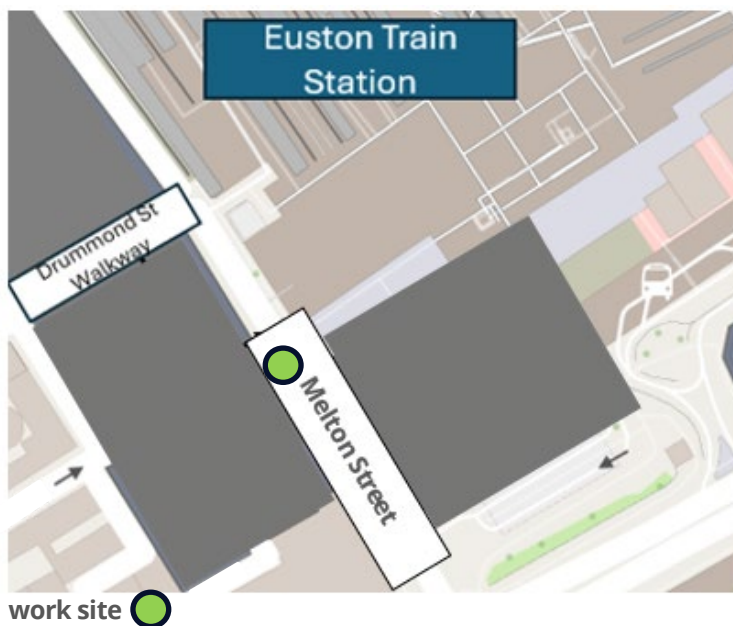 Euston Train
Station
Drummond St
Walkway
Melton Street
work site